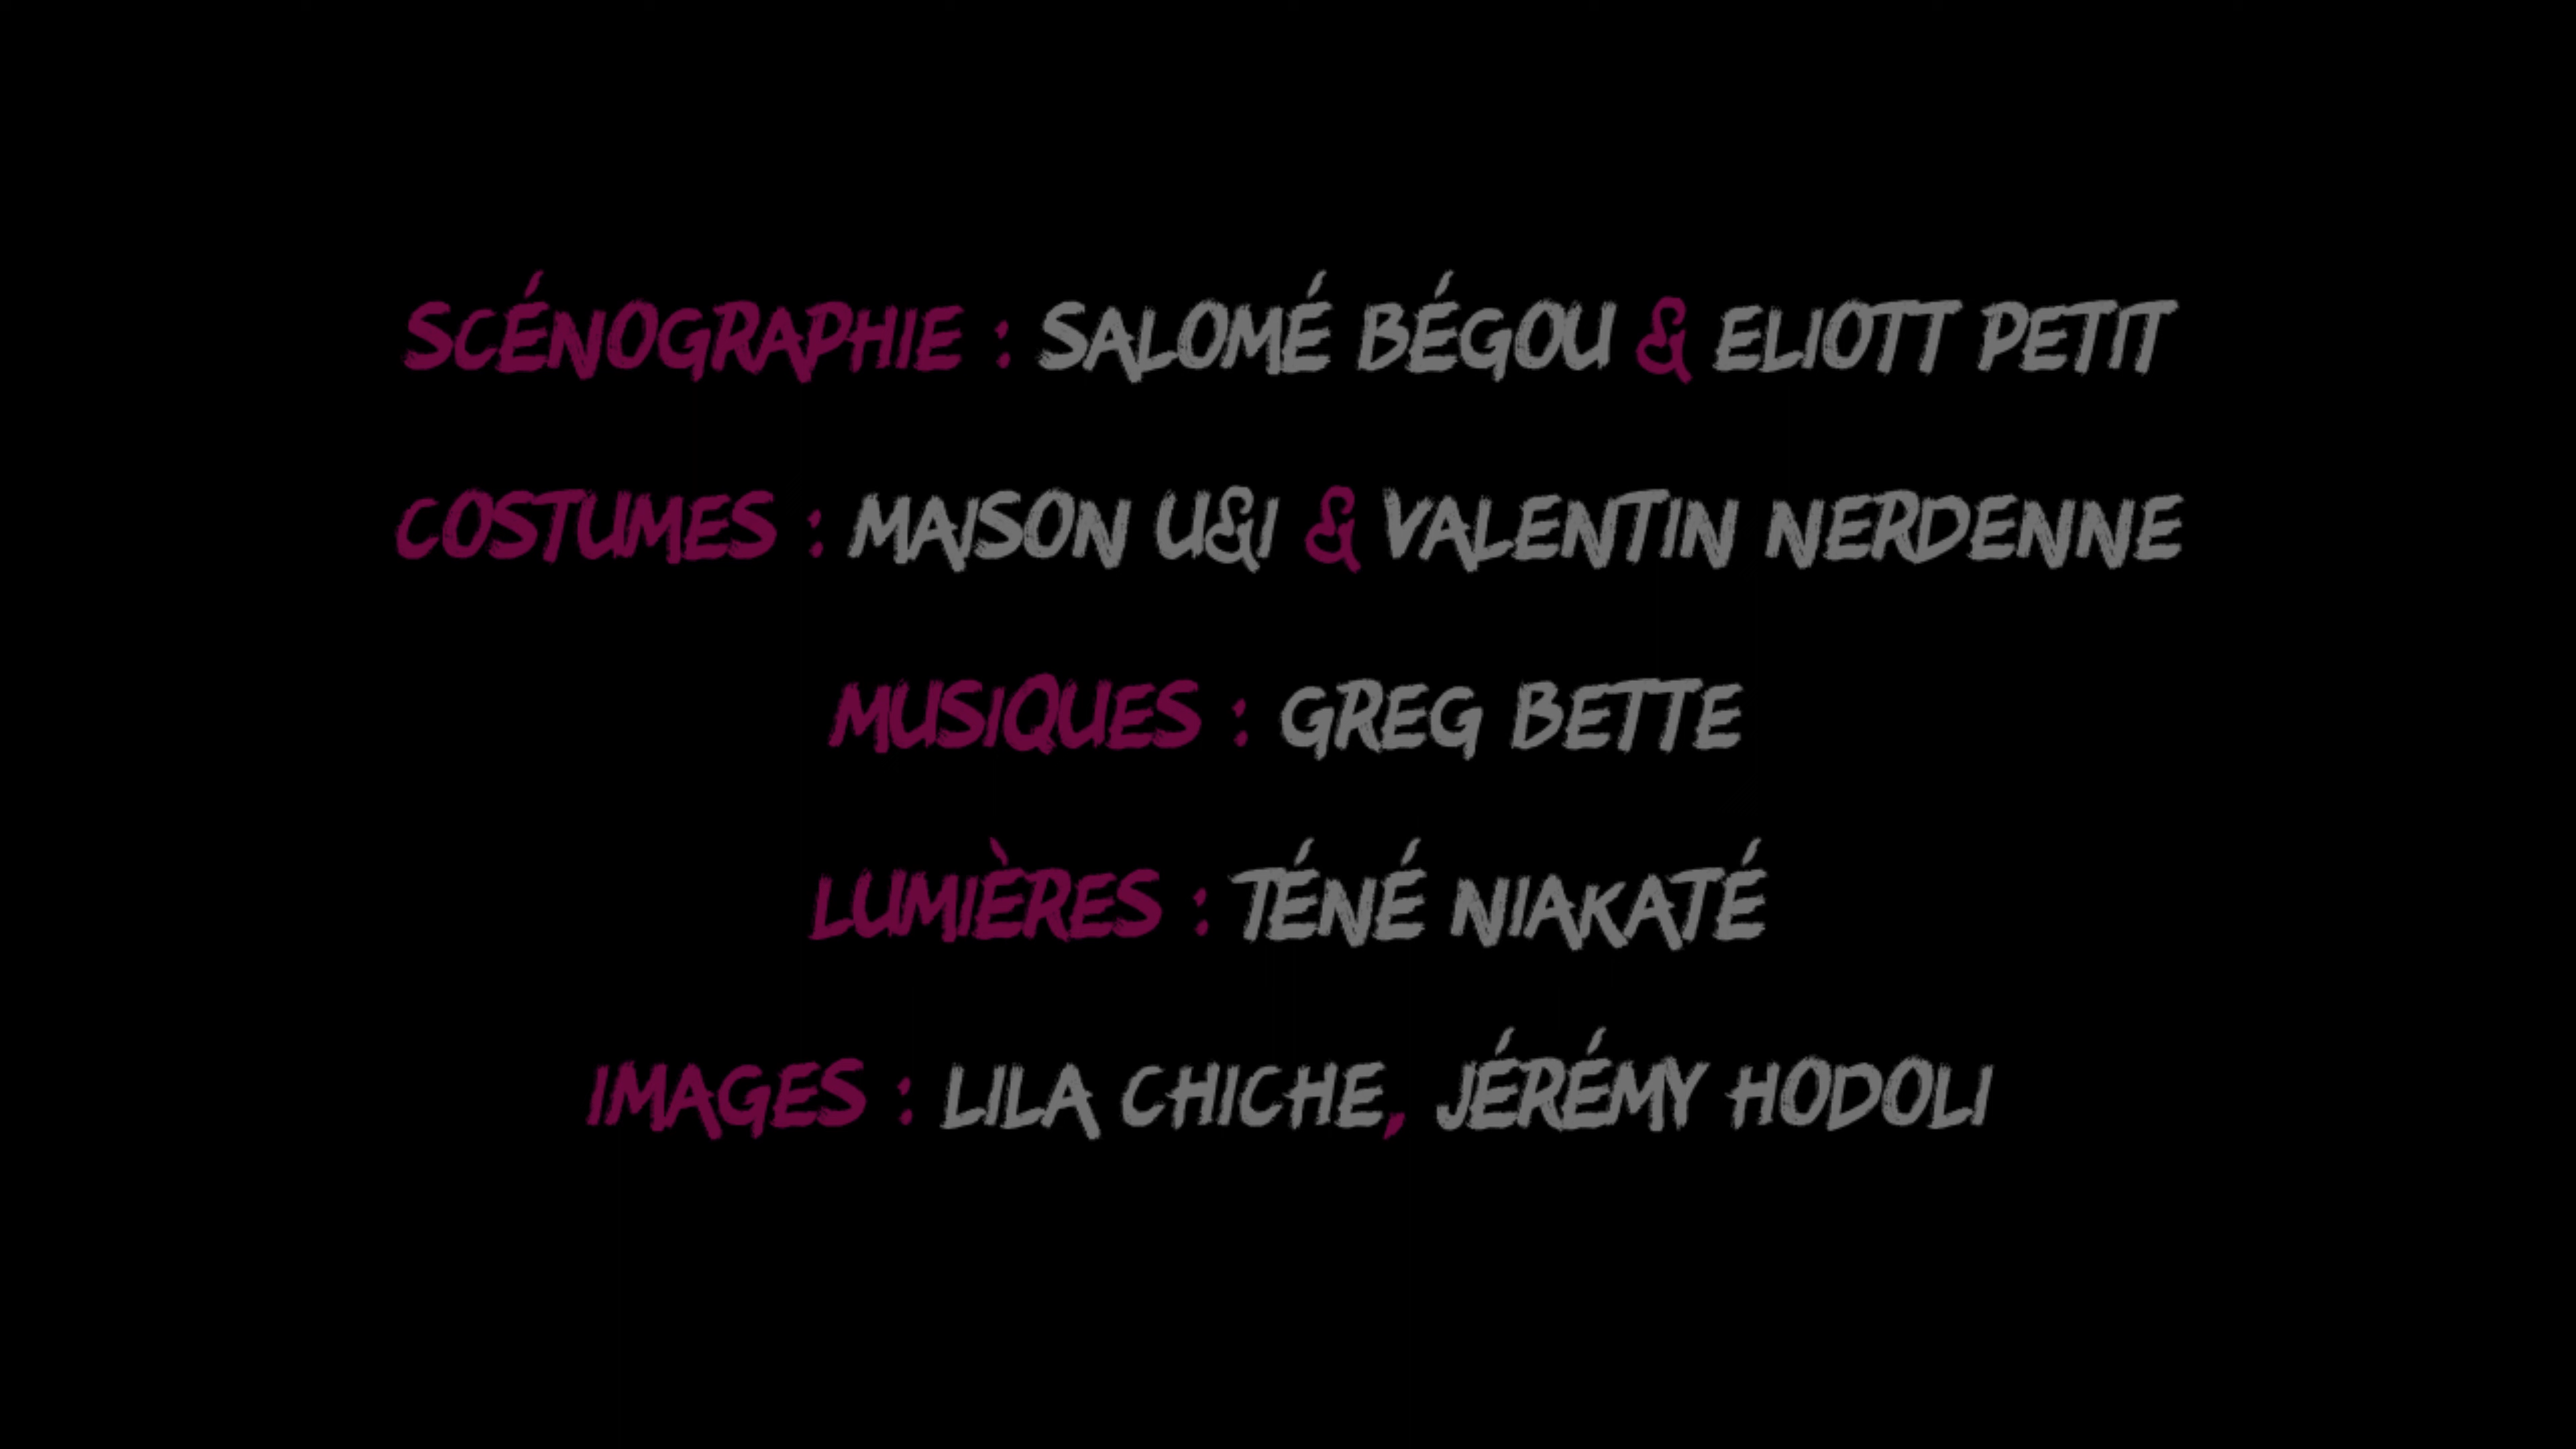 SCÉNOGRAPHIE : SALOMÉ BÉGOU & ELIOTT PETIT
COSTUMES : MAISON U&I & VALENTIN NERDENNE
MUSIQUES : GREG BETTE
LUMIÈRES : TÉNÉ NIAKATÉ
IMAGES : LILA CHICHE, JÉRÉMY HODOLI